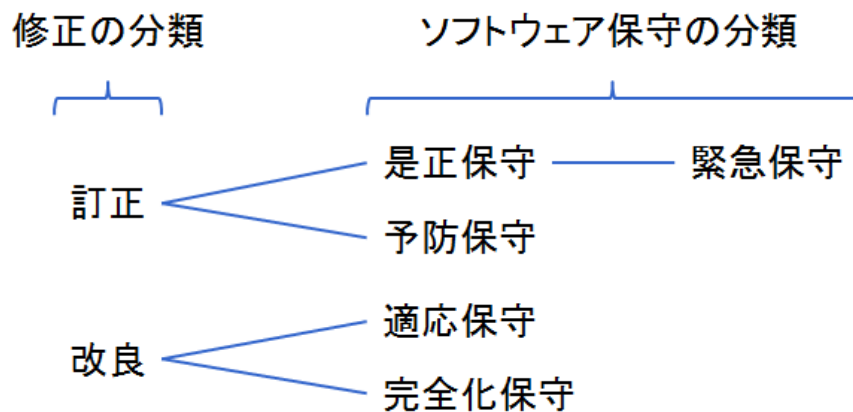 修正の分類 ソフトウェア保守の分類
訂正
是正保守 緊急保守
予防保守
改良
適応保守
完全化保守